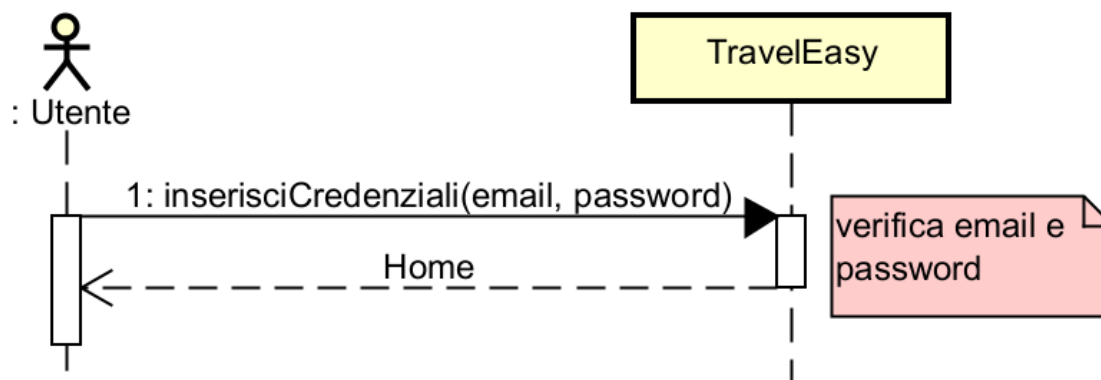 TravelEasy
: Utente
1: inserisciCredenziali(email, password)
verifica email e
password
Home